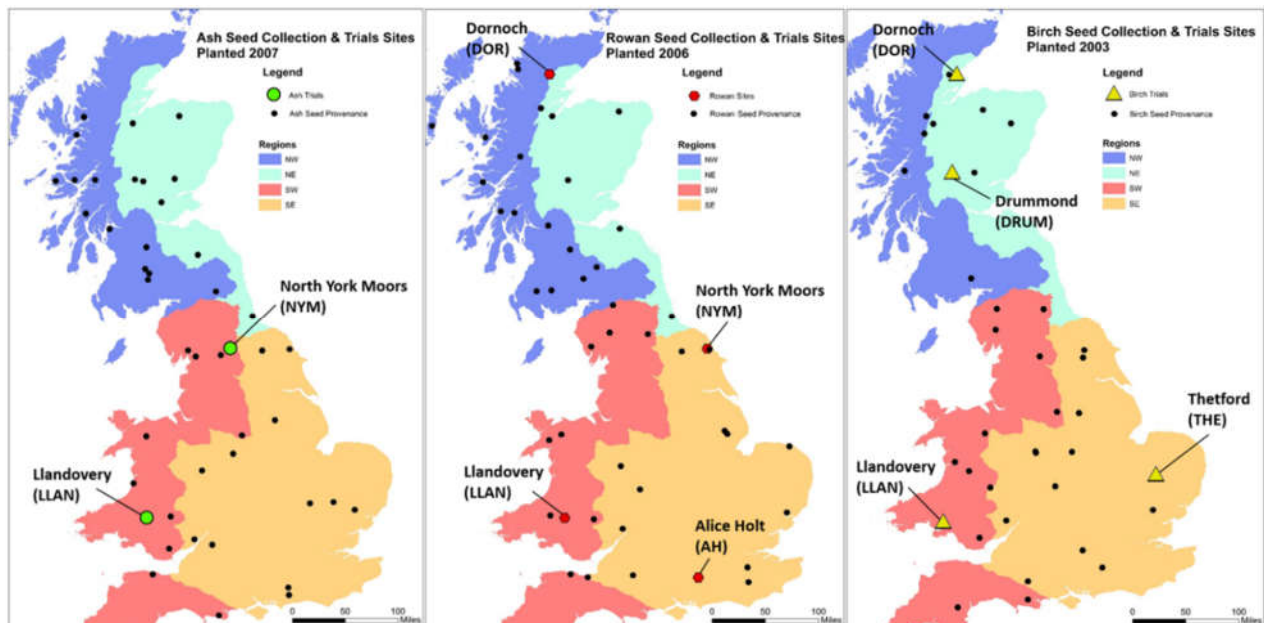 Ash Seed Collection & Trials Sites
Planted 2007
Legend
Ash Trials
Ash Seed Provenance
Regions
NW
NE
SW
SE
North York Moors
(NYM)
Llandovery
(LLAN)
0 50 100
Miles
Dornoch
(DOR)
Rowan Seed Collection & Trials Sites
Planted 2006
Legend
Rowan Sites
Rowan Seed Provenance
Regions
NW
NE
SW
SE
North York Moors
(NYM)
Llandovery
(LLAN)
Alice Holt
(AH)
0 50 100
Miles
Dornoch
(DOR)
Birch Seed Collection & Trials Sites
Planted 2003
Legend
Birch Trials
Birch Seed Provenance
Regions
NW
NE
SW
SE
Drummond
(DRUM)
Thetford
(THE)
Llandovery
(LLAN)
0 50 100
Miles